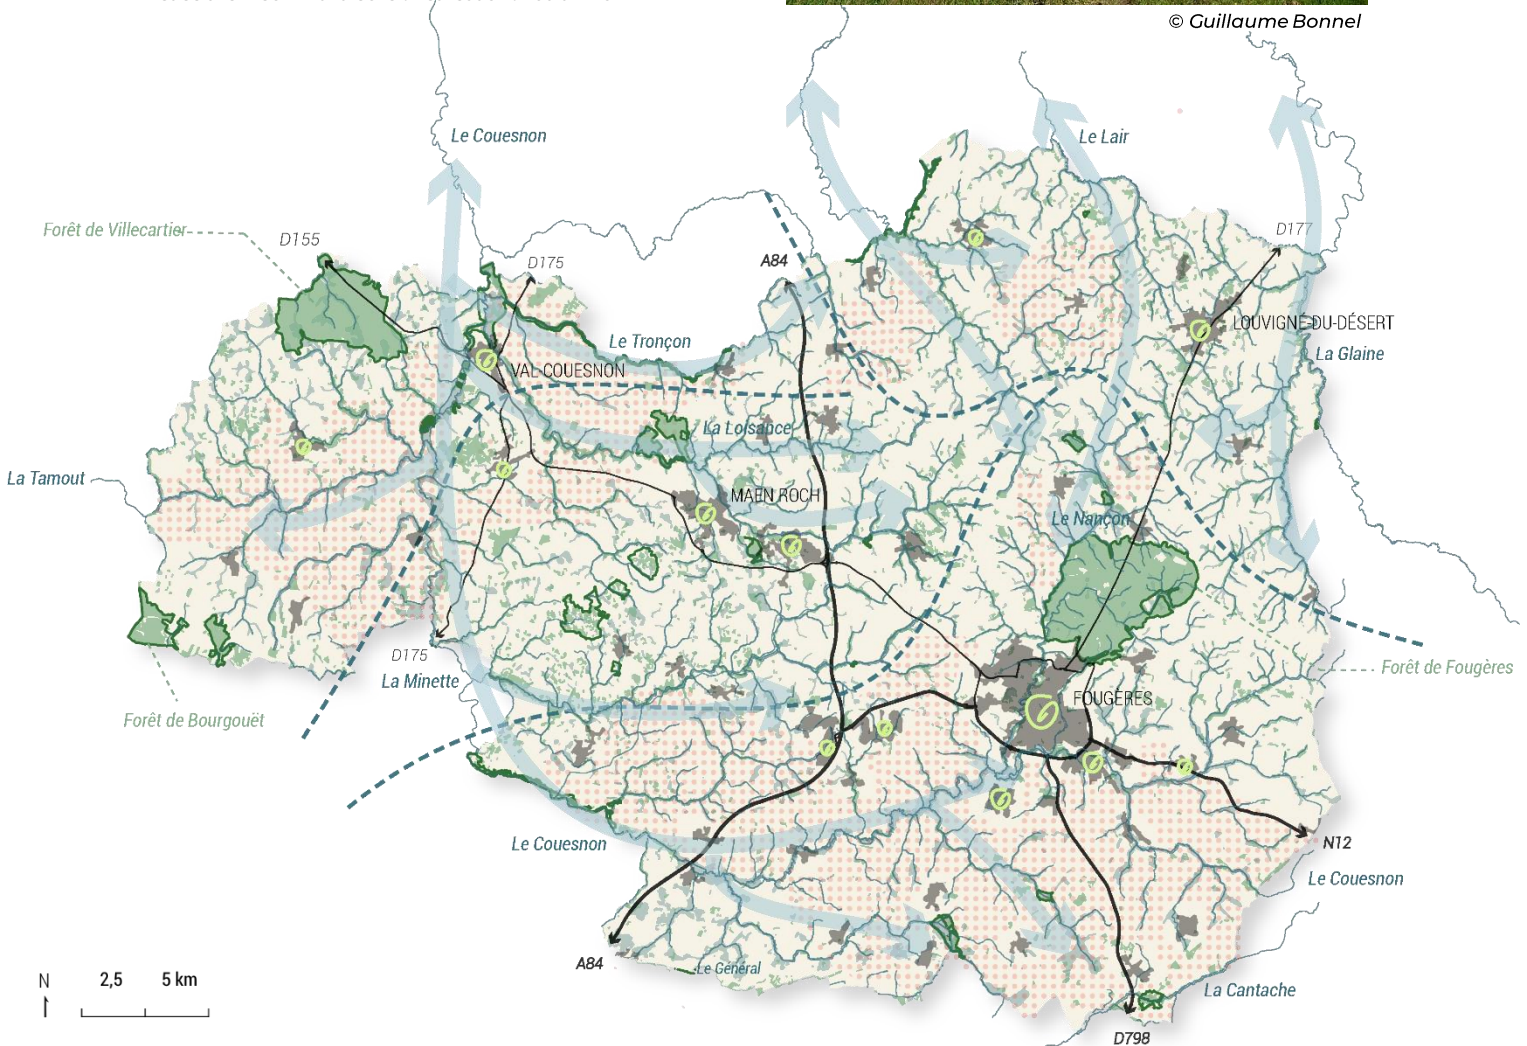 © Guillaume Bonnel
Le Couesnon
Le Lair
Forêt de Villecartier
D155
D175
A84
D177
LOUVIGNÉ-DU-DÉSERT
Le Tronçon
La Glaine
VAL-COUESNON
La Loisance
La Tamout
MAEN ROCH
Le Nançon
D175
La Minette
Forêt de Fougères
FOUGÈRES
Forêt de Bourgouët
Le Couesnon
N12
Le Couesnon
A84
Le Général
N
2,5
5 km
La Cantache
D798